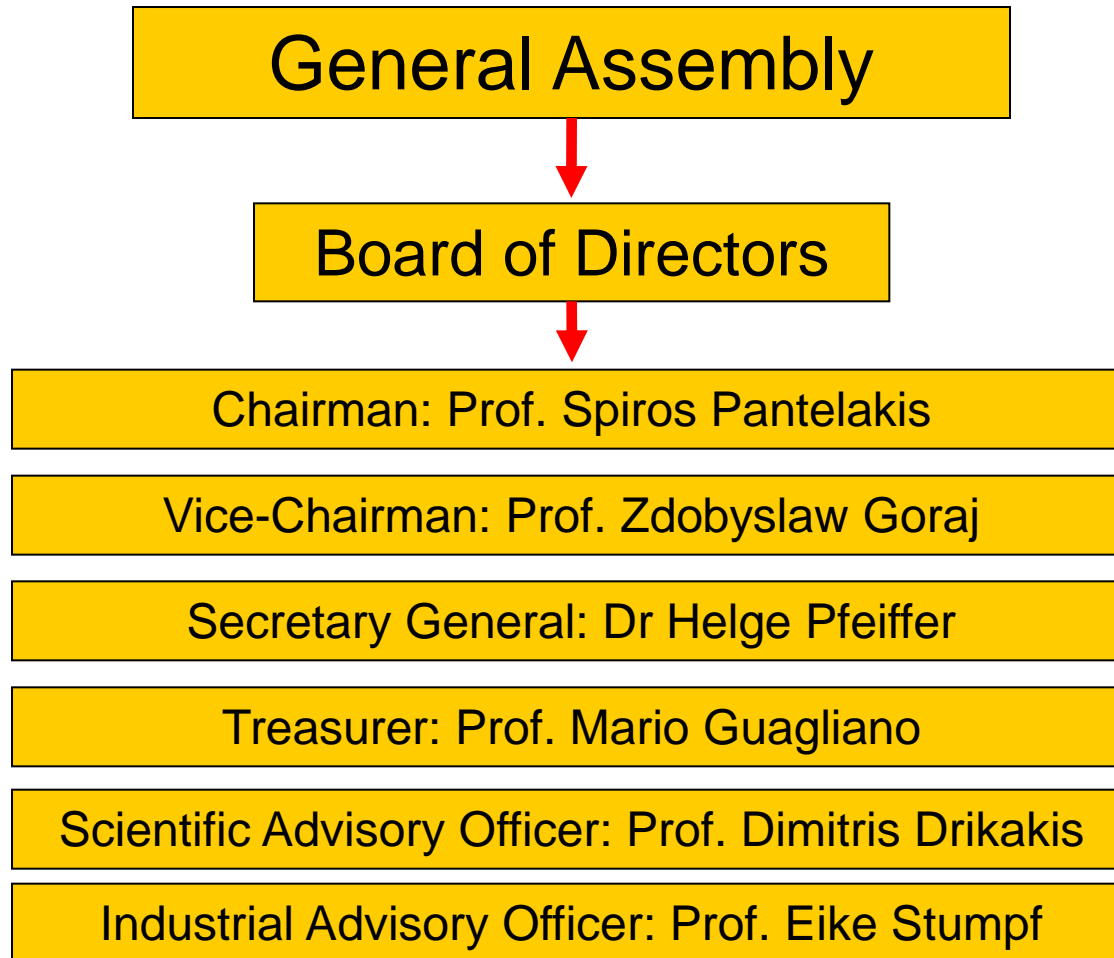 General Assembly
Board of Directors
Chairman: Prof. Spiros Pantelakis
Vice-Chairman: Prof. Zdobyslaw Goraj
Secretary General: Dr Helge Pfeiffer
Treasurer: Prof. Mario Guagliano
Scientific Advisory Officer: Prof. Dimitris Drikakis
Industrial Advisory Officer: Prof. Eike Stumpf